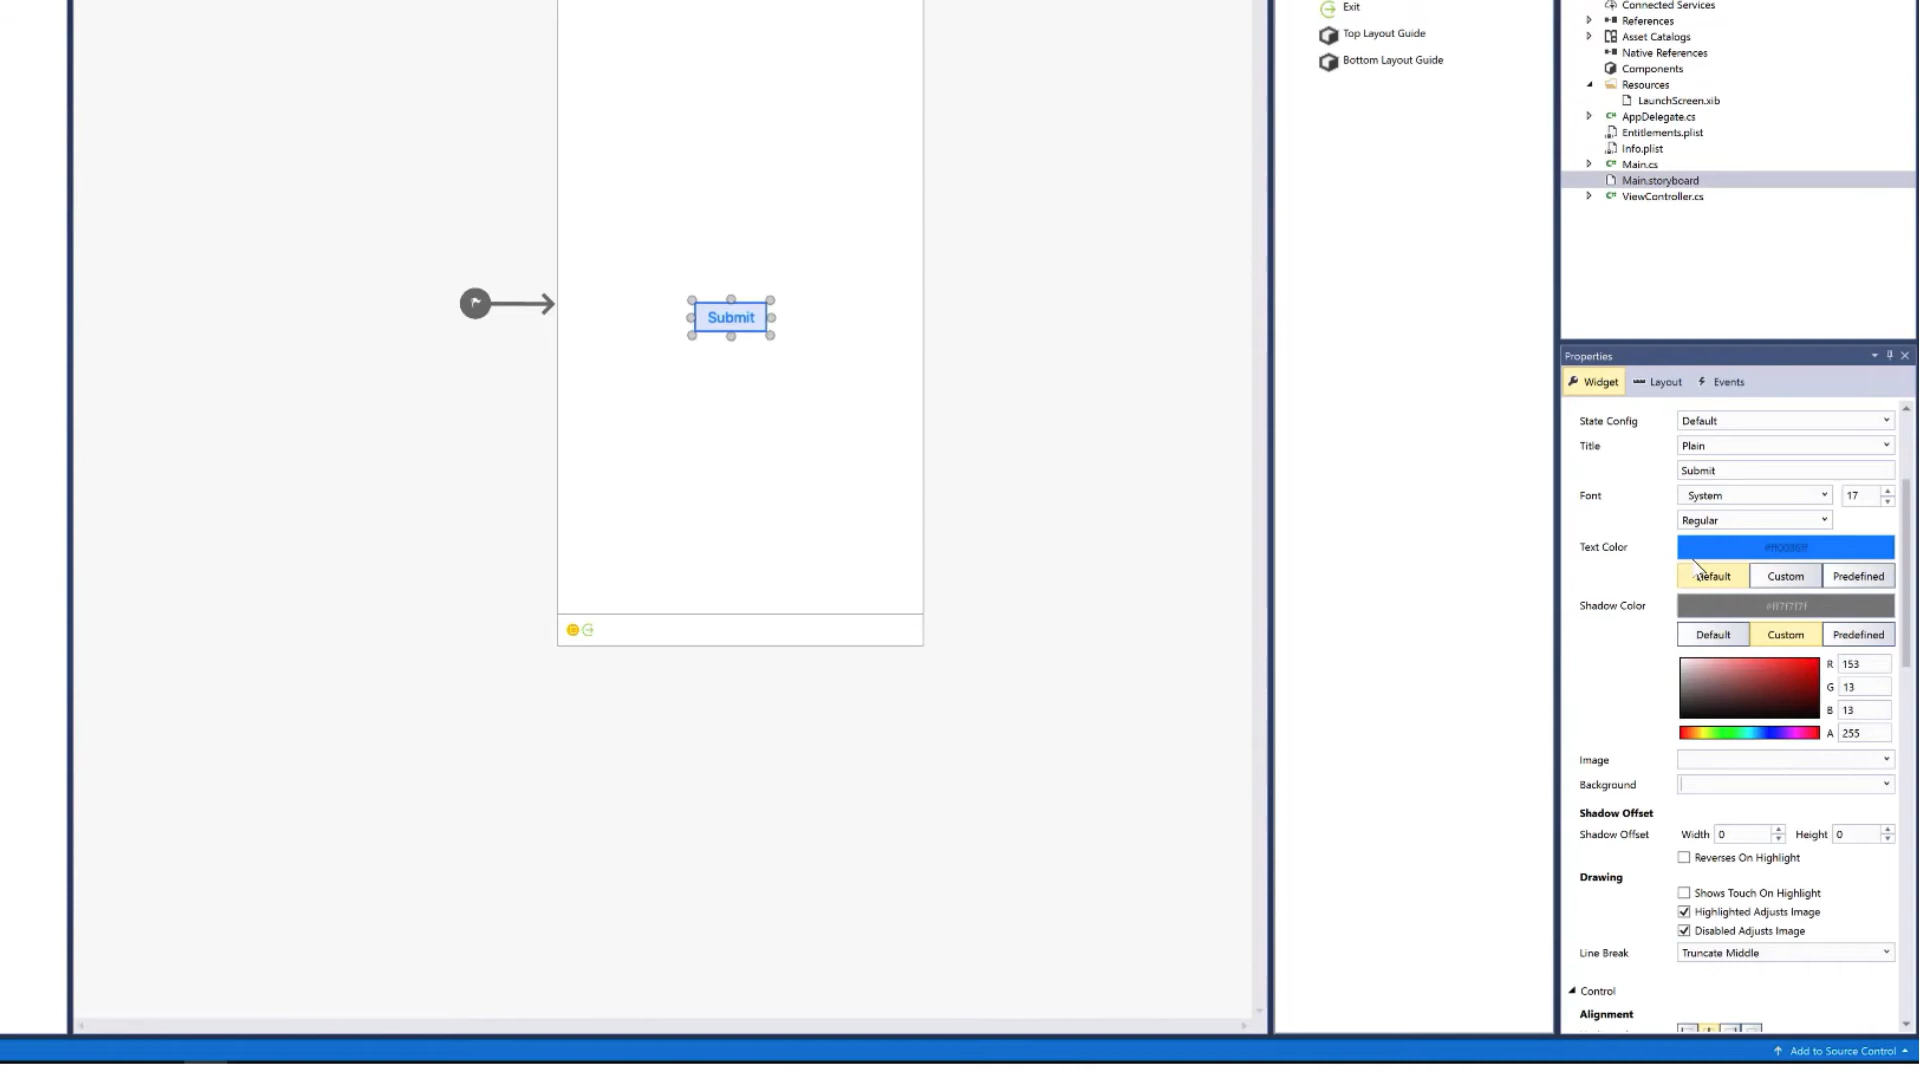 Exit
Top Layout Guide
Bottom Layout Guide
Connected Services
References
Asset Catalogs
Native References
Components
Resources
LaunchScreen.xib
AppDelegate.cs
Entitlements.plist
Info.plist
Main.cs
Main.storyboard
ViewController.cs
Submit
Properties
Widget Layout Events
State Config Default
Title Plain
Submit
Font System 17
Regular
Text Color
Default Custom Predefined
Shadow Color #ff7f7f7f
Default Custom Predefined
R 153
G 13
B 13
A 255
Image
Background
Shadow Offset
Shadow Offset Width 0 Height 0
Reverses On Highlight
Drawing
Shows Touch On Highlight
Highlighted Adjusts Image
Disabled Adjusts Image
Line Break Truncate Middle
Control
Alignment
Add to Source Control